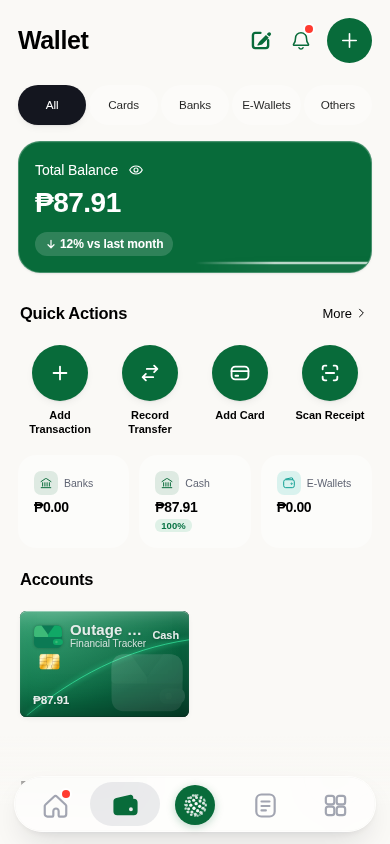 Wallet
All
Cards
Banks
E-Wallets
Others
Total Balance
₱87.91
12% vs last month
Quick Actions
More
Add
Transaction
Record
Transfer
Add Card
Scan Receipt
Banks
₱0.00
Cash
₱87.91
100%
E-Wallets
₱0.00
Accounts
Outage ...
Cash
Financial Tracker
₱87.91